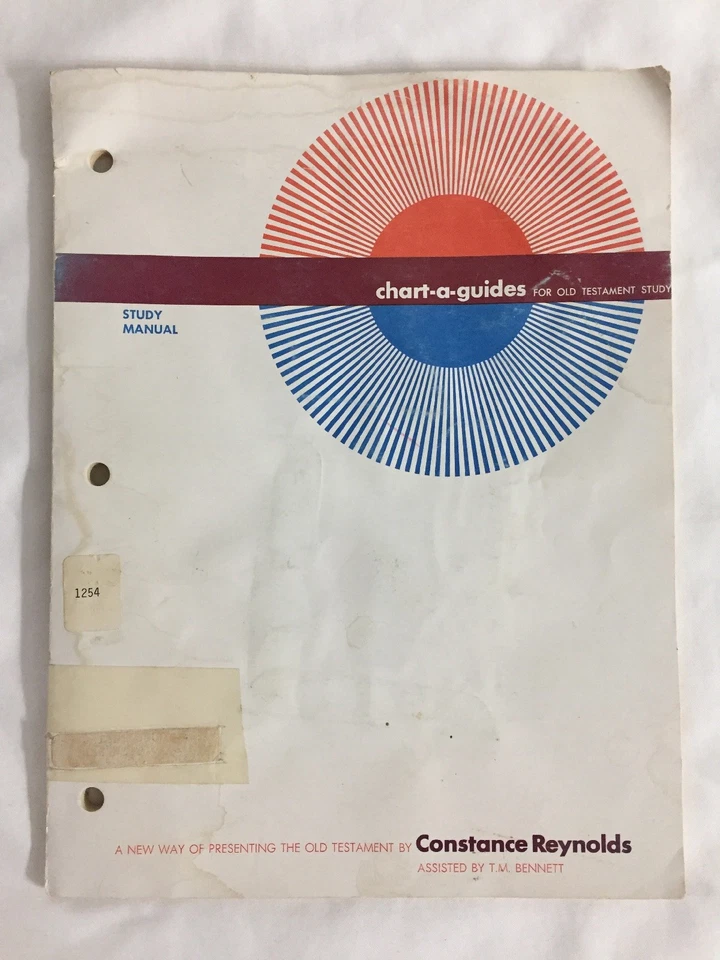 chart-a-guides FOR OLD TESTAMENT STUDY
STUDY
MANUAL
1254
A NEW WAY OF PRESENTING THE OLD TESTAMENT BY Constance Reynolds
ASSISTED BY T.M. BENNETT